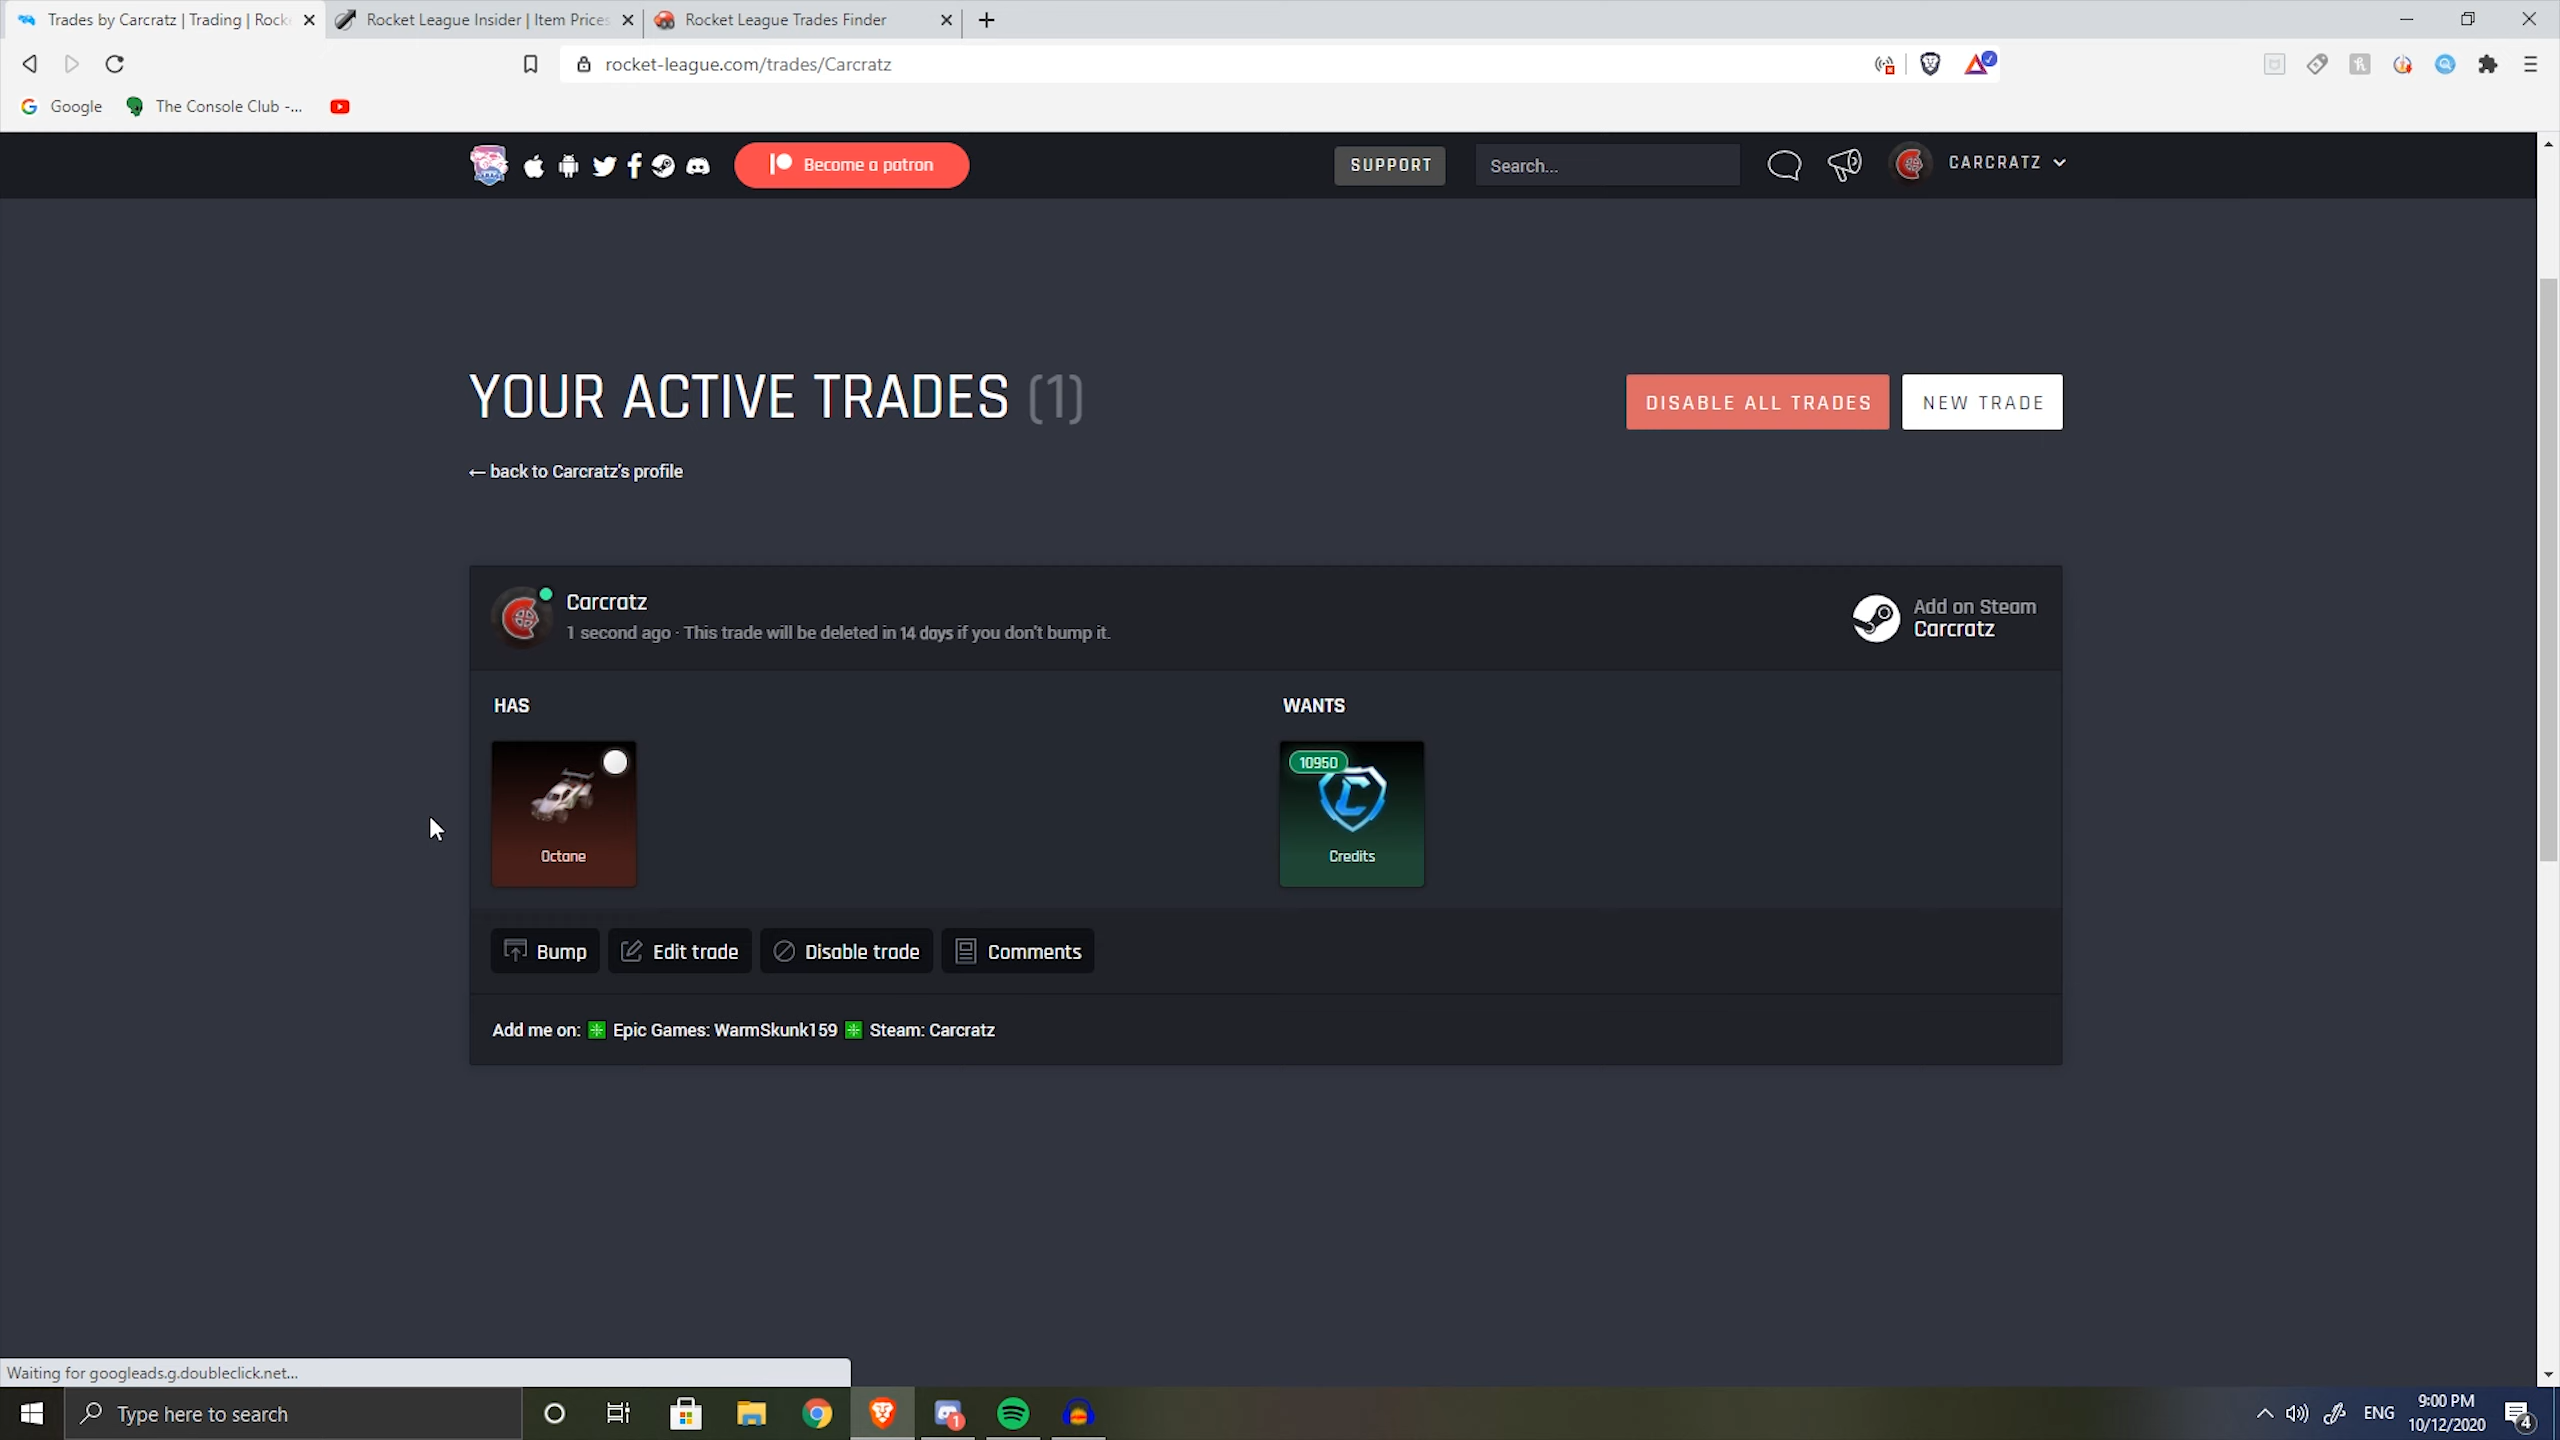 Trades by Carcratz | Trading | Rock
Rocket League Insider | Item Prices
Rocket League Trades Finder
rocket-league.com/trades/Carcratz
Google
The Console Club -...
Become a patron
SUPPORT
Search...
CARCRATZ
YOUR ACTIVE TRADES (1)
DISABLE ALL TRADES
NEW TRADE
← back to Carcratz's profile
Carcratz
1 second ago · This trade will be deleted in 14 days if you don't bump it.
Add on Steam
Carcratz
HAS
WANTS
Octane
10950
Credits
Bump
Edit trade
Disable trade
Comments
Add me on: Epic Games: WarmSkunk159 Steam: Carcratz
Waiting for googleads.g.doubleclick.net...
Type here to search
1
ENG
9:00 PM
10/12/2020
4